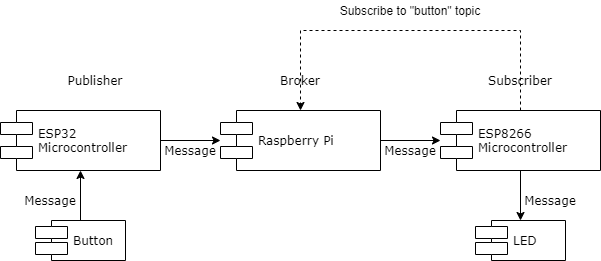 Subscribe to "button" topic
Publisher
Broker
Subscriber
ESP32
Microcontroller
Message
Raspberry Pi
Message
ESP8266
Microcontroller
Message
Message
Button
LED